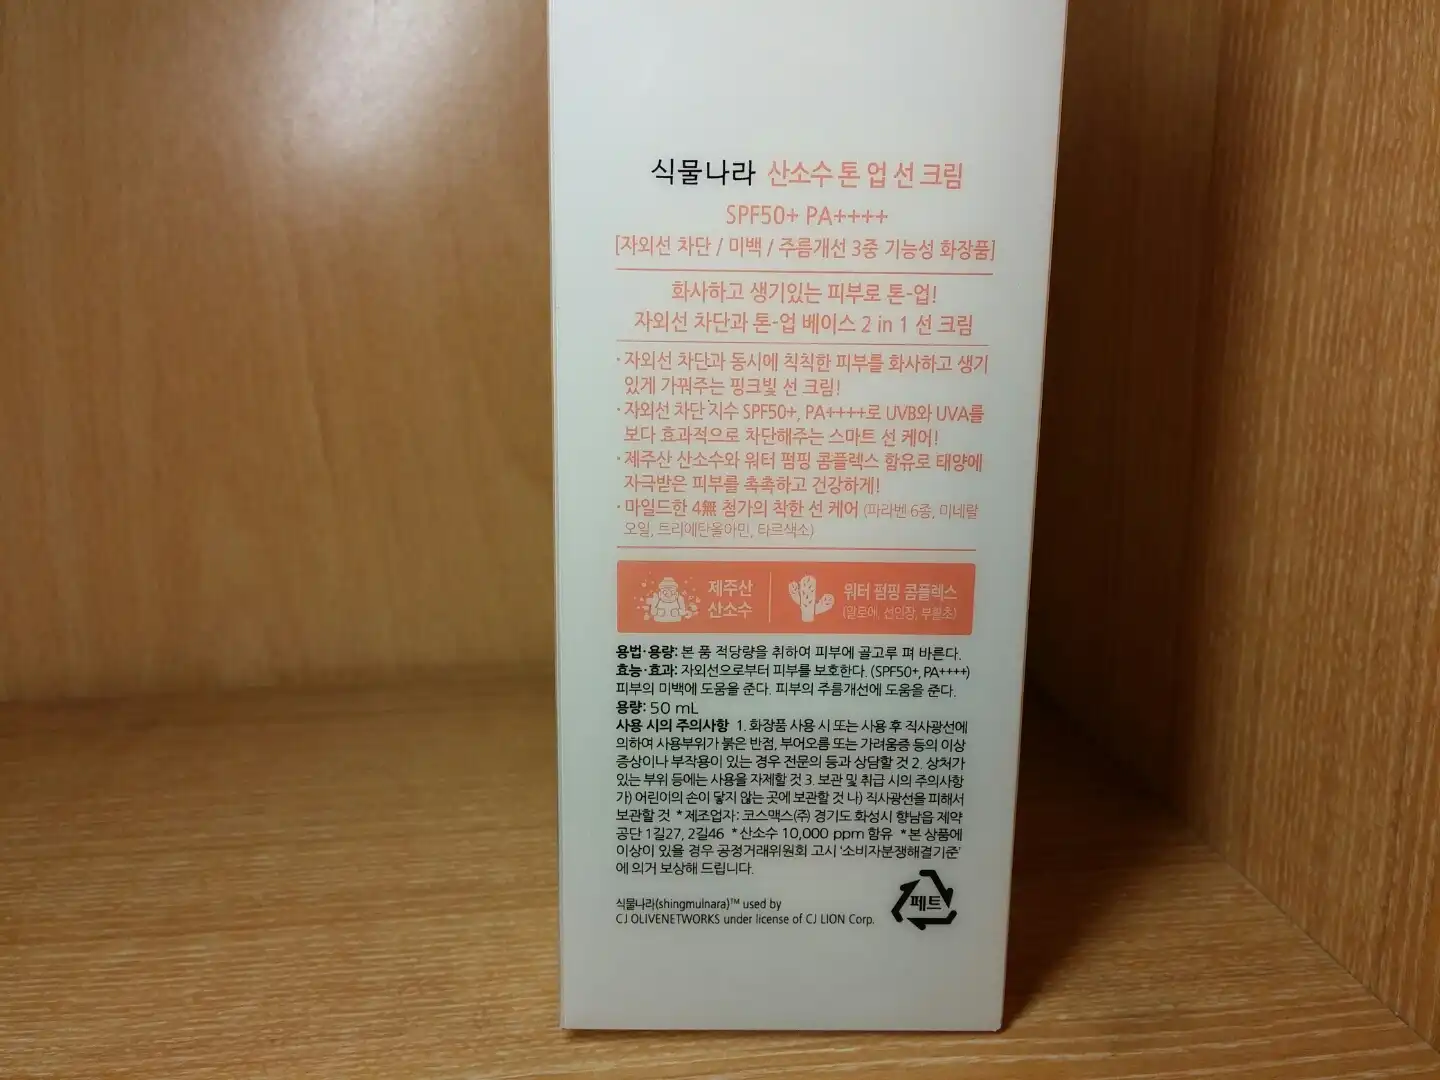 식물나라 산소수 톤 업 선 크림
SPF50+ PA++++
[자외선 차단 / 미백 / 주름개선 3중 기능성 화장품]
화사하고 생기있는 피부로 톤-업!
자외선 차단과 톤-업 베이스 2 in 1 선 크림
· 자외선 차단과 동시에 칙칙한 피부를 화사하고 생기
있게 가꿔주는 핑크빛 선 크림!
· 자외선 차단 지수 SPF50+, PA++++로 UVB와 UVA를
보다 효과적으로 차단해주는 스마트 선 케어!
· 제주산 산소수와 워터 펌핑 콤플렉스 함유로 태양에
자극받은 피부를 촉촉하고 건강하게!
· 마일드한 4無 첨가의 착한 선 케어 (파라벤 6종, 미네랄
오일, 트리에탄올아민, 타르색소)
제주산
산소수
워터 펌핑 콤플렉스
(알로에, 선인장, 부활초)
용법·용량: 본 품 적당량을 취하여 피부에 골고루 펴 바른다.
효능·효과: 자외선으로부터 피부를 보호한다. (SPF50+, PA++++)
피부의 미백에 도움을 준다. 피부의 주름개선에 도움을 준다.
용량: 50 mL
사용 시의 주의사항 1. 화장품 사용 시 또는 사용 후 직사광선에
의하여 사용부위가 붉은 반점, 부어오름 또는 가려움증 등의 이상
증상이나 부작용이 있는 경우 전문의 등과 상담할 것 2. 상처가
있는 부위 등에는 사용을 자제할 것 3. 보관 및 취급 시의 주의사항
가) 어린이의 손이 닿지 않는 곳에 보관할 것 나) 직사광선을 피해서
보관할 것 *제조업자: 코스맥스(주) 경기도 화성시 향남읍 제약
공단 1길27, 2길46 *산소수 10,000 ppm 함유 *본 상품에
이상이 있을 경우 공정거래위원회 고시 '소비자분쟁해결기준'
에 의거 보상해 드립니다.
식물나라(shingmulnara)™ used by
CJ OLIVENETWORKS under license of CJ LION Corp.
페트